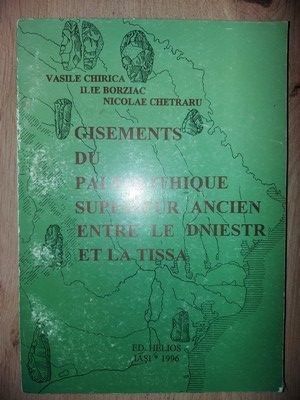 VASILE CHIRICA
ILIE BORZIAC
NICOLAE CHETRARU
GISEMENTS
DU
PALEOLITHIQUE
SUPERIEUR ANCIEN
ENTRE LE DNIESTR
ET LA TISSA
ED. HELIOS
IAȘI * 1996